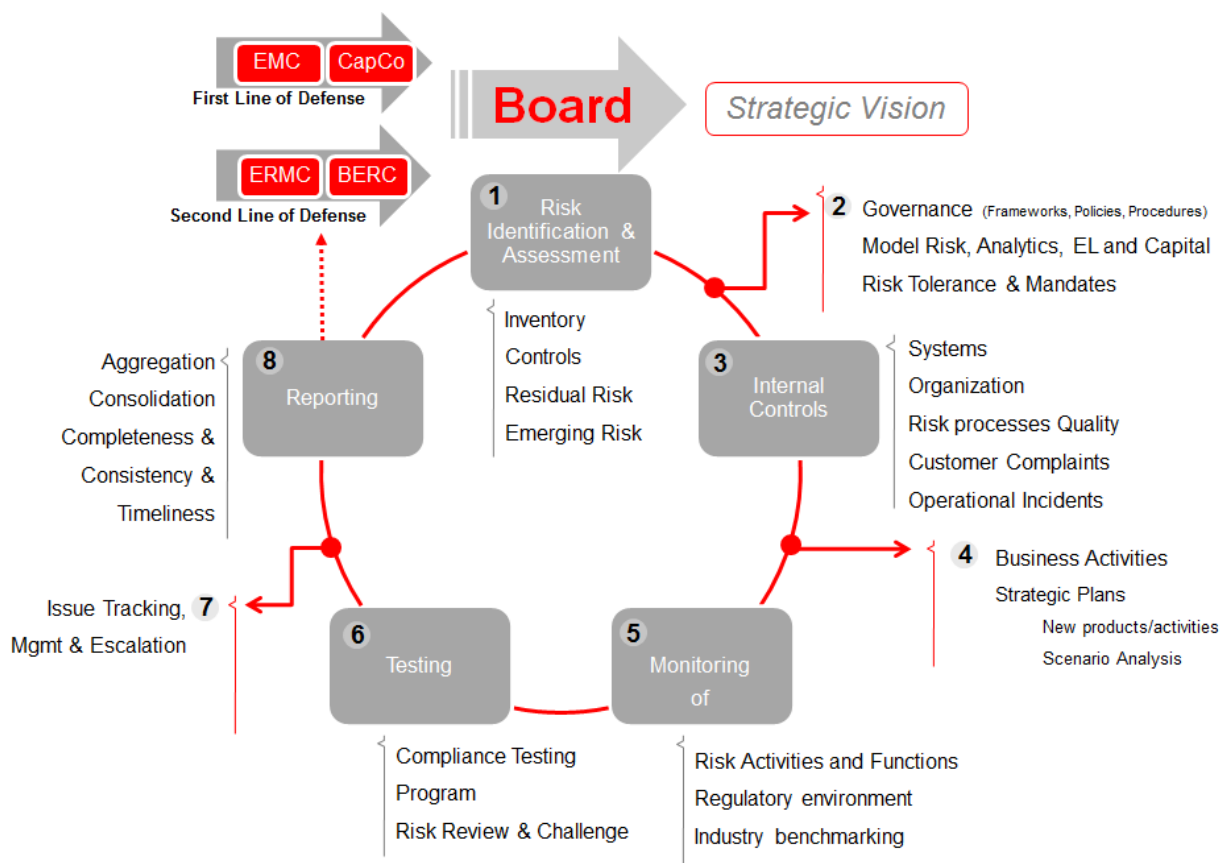 EMC CapCo
First Line of Defense
Board
Strategic Vision
ERMC BERC
Second Line of Defense
1
Risk
Identification &
Assessment
Inventory
Controls
Residual Risk
Emerging Risk
2 Governance (Frameworks, Policies, Procedures)
Model Risk, Analytics, EL and Capital
Risk Tolerance & Mandates
3
Internal
Controls
Systems
Organization
Risk processes Quality
Customer Complaints
Operational Incidents
4 Business Activities
Strategic Plans
New products/activities
Scenario Analysis
5
Monitoring
of
Risk Activities and Functions
Regulatory environment
Industry benchmarking
6
Testing
Compliance Testing
Program
Risk Review & Challenge
Issue Tracking, 7
Mgmt & Escalation
8
Reporting
Aggregation
Consolidation
Completeness &
Consistency &
Timeliness